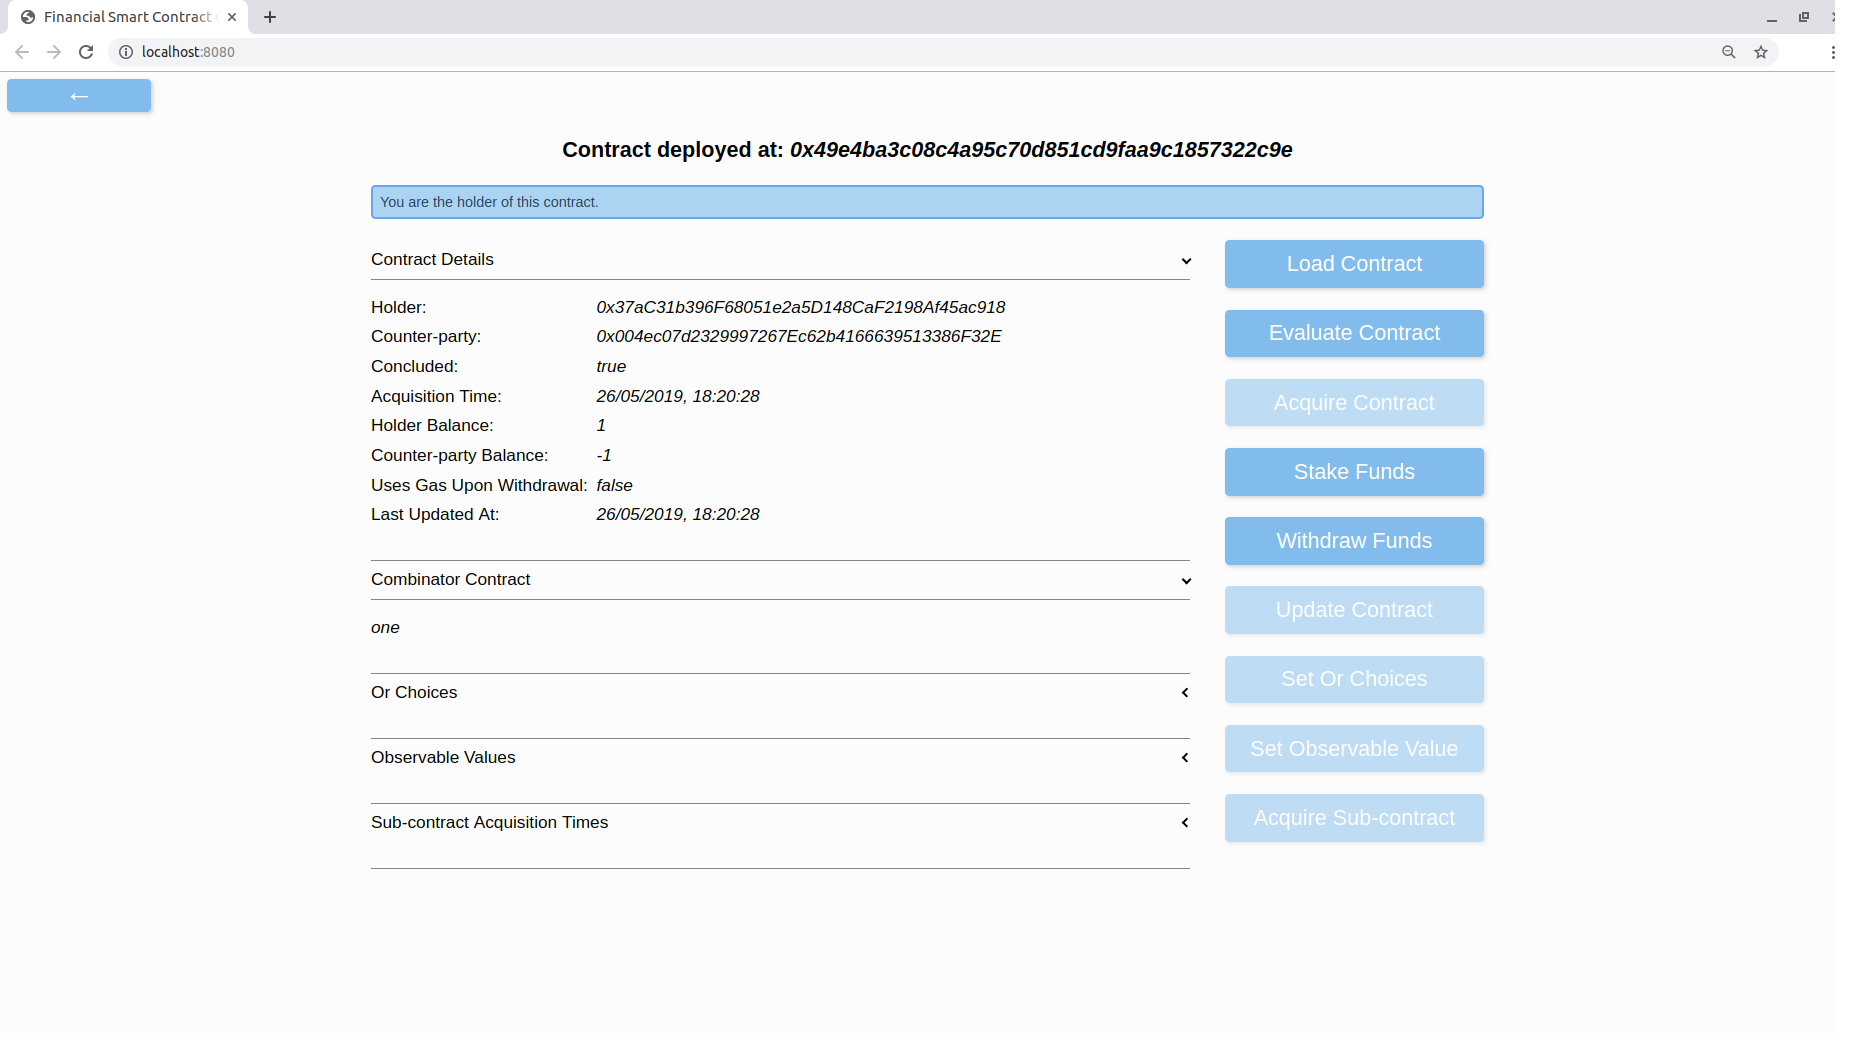 Financial Smart Contract
localhost:8080
←
Contract deployed at: 0x49e4ba3c08c4a95c70d851cd9faa9c1857322c9e
You are the holder of this contract.
Contract Details
Holder: 0x37aC31b396F68051e2a5D148CaF2198Af45ac918
Counter-party: 0x004ec07d2329997267Ec62b4166639513386F32E
Concluded: true
Acquisition Time: 26/05/2019, 18:20:28
Holder Balance: 1
Counter-party Balance: -1
Uses Gas Upon Withdrawal: false
Last Updated At: 26/05/2019, 18:20:28
Combinator Contract
one
Or Choices
Observable Values
Sub-contract Acquisition Times
Load Contract
Evaluate Contract
Acquire Contract
Stake Funds
Withdraw Funds
Update Contract
Set Or Choices
Set Observable Value
Acquire Sub-contract